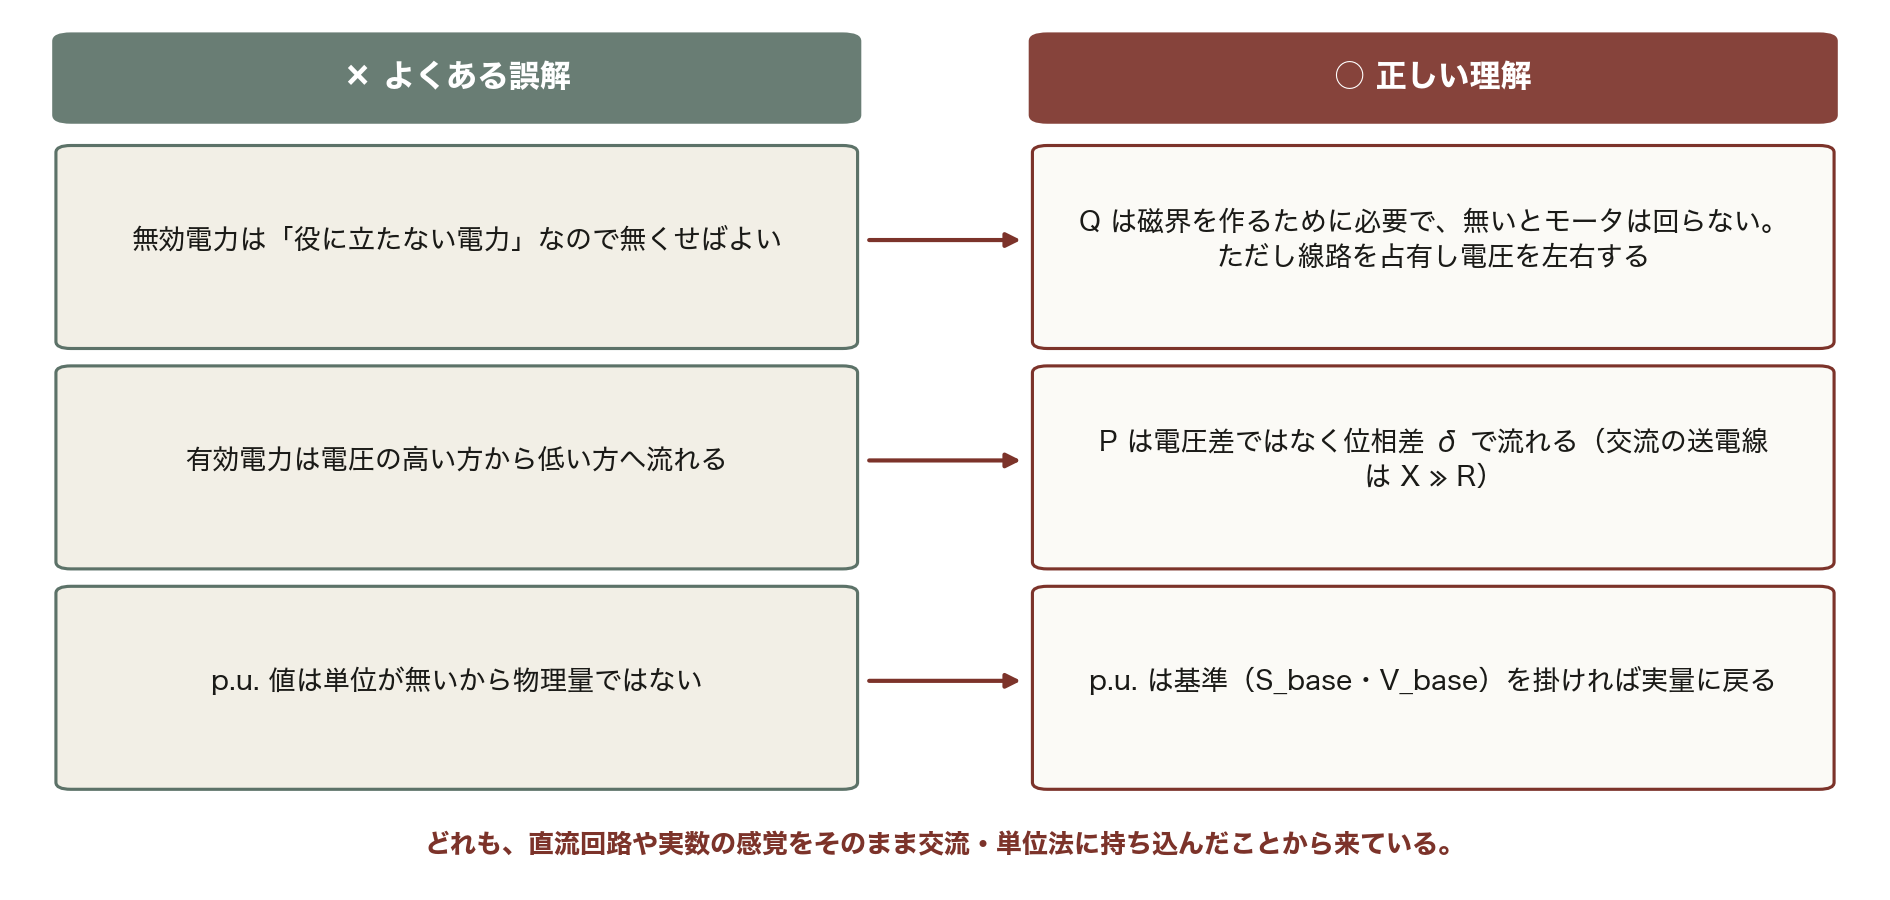 × よくある誤解
○ 正しい理解
無効電力は「役に立たない電力」なので無くせばよい
Q は磁界を作るために必要で、無いとモータは回らない。
ただし線路を占有し電圧を左右する
有効電力は電圧の高い方から低い方へ流れる
P は電圧差ではなく位相差 δ で流れる（交流の送電線
は X ≫ R）
p.u. 値は単位が無いから物理量ではない
p.u. は基準（S_base・V_base）を掛ければ実量に戻る
どれも、直流回路や実数の感覚をそのまま交流・単位法に持ち込んだことから来ている。